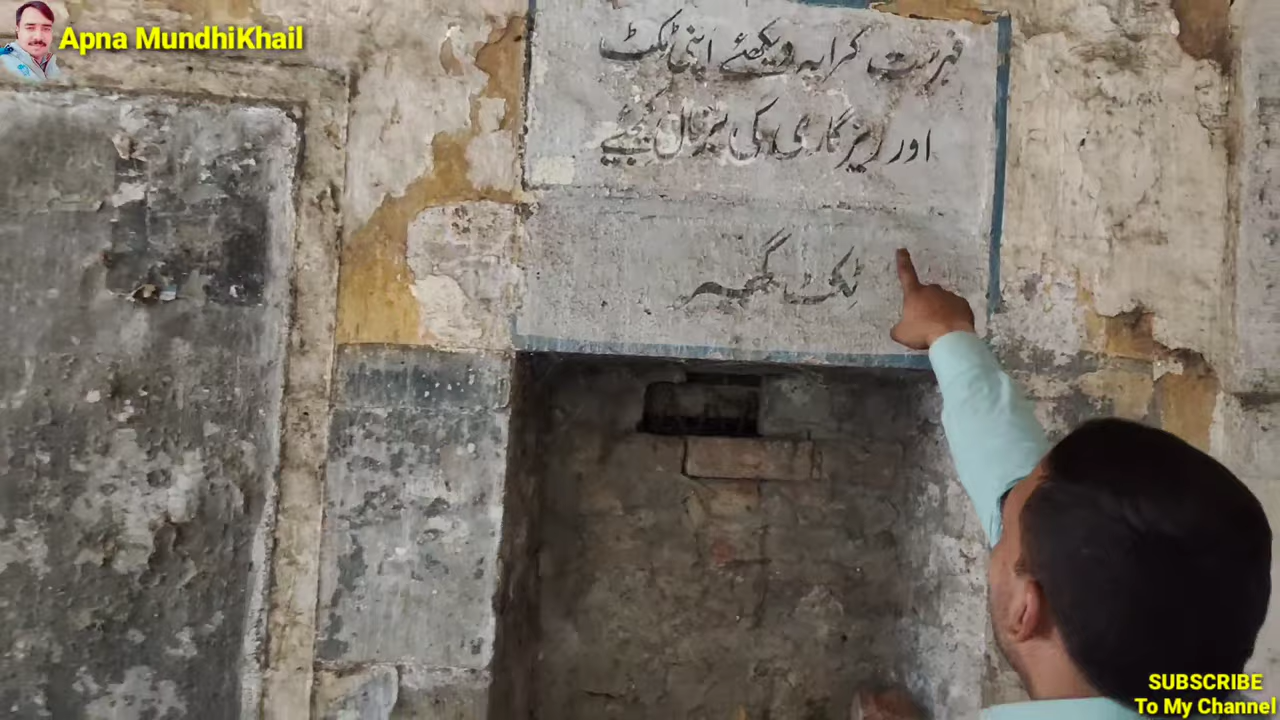 Apna MundhiKhail
فہرست کرایہ دیکھئے اپنی ٹکٹ
اور ریزگاری کی پڑتال کیجئے
ٹکٹ گھر
SUBSCRIBE
To My Channel